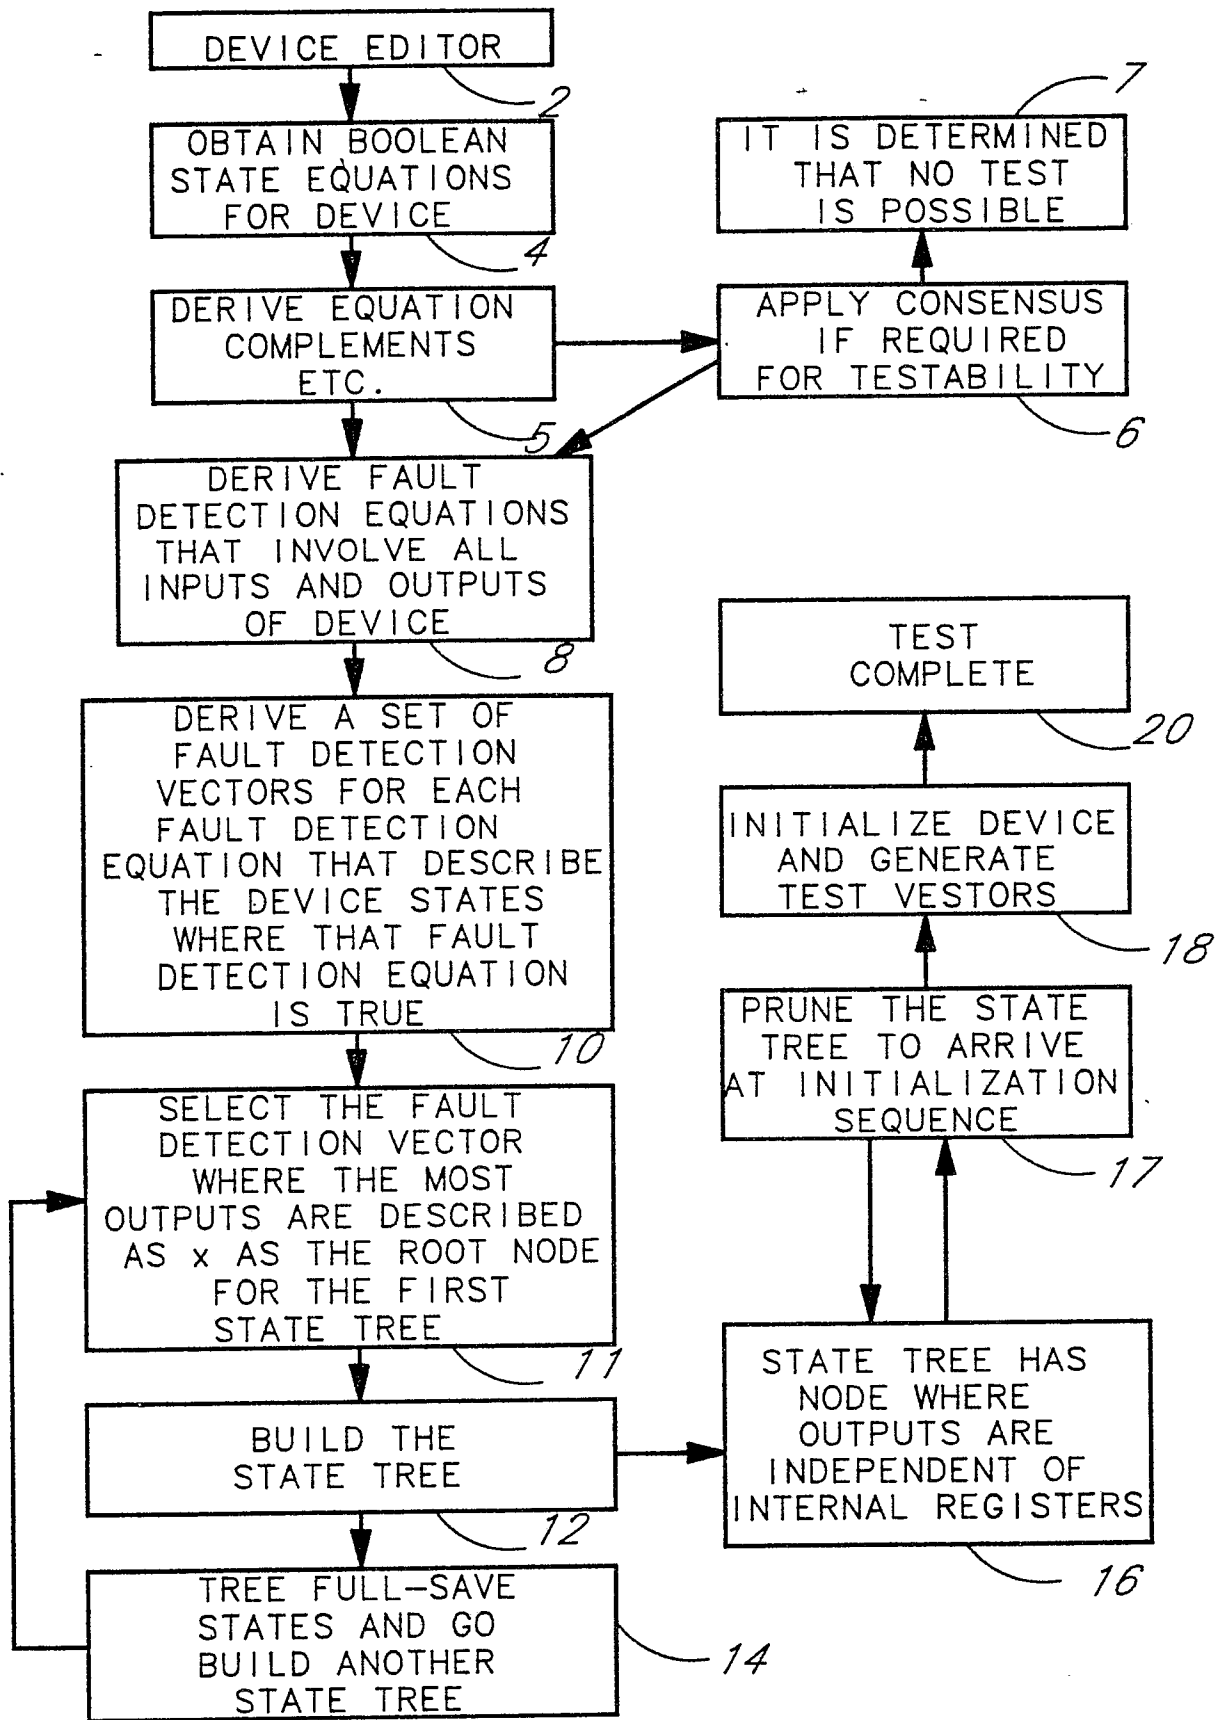 DEVICE EDITOR
2
OBTAIN BOOLEAN
STATE EQUATIONS
FOR DEVICE
4
DERIVE EQUATION
COMPLEMENTS
ETC.
5
7
IT IS DETERMINED
THAT NO TEST
IS POSSIBLE
APPLY CONSENSUS
IF REQUIRED
FOR TESTABILITY
6
DERIVE FAULT
DETECTION EQUATIONS
THAT INVOLVE ALL
INPUTS AND OUTPUTS
OF DEVICE
8
DERIVE A SET OF
FAULT DETECTION
VECTORS FOR EACH
FAULT DETECTION
EQUATION THAT DESCRIBE
THE DEVICE STATES
WHERE THAT FAULT
DETECTION EQUATION
IS TRUE
10
SELECT THE FAULT
DETECTION VECTOR
WHERE THE MOST
OUTPUTS ARE DESCRIBED
AS x AS THE ROOT NODE
FOR THE FIRST
STATE TREE
11
BUILD THE
STATE TREE
12
TREE FULL-SAVE
STATES AND GO
BUILD ANOTHER
STATE TREE
14
STATE TREE HAS
NODE WHERE
OUTPUTS ARE
INDEPENDENT OF
INTERNAL REGISTERS
16
PRUNE THE STATE
TREE TO ARRIVE
AT INITIALIZATION
SEQUENCE
17
INITIALIZE DEVICE
AND GENERATE
TEST VESTORS
18
TEST
COMPLETE
20